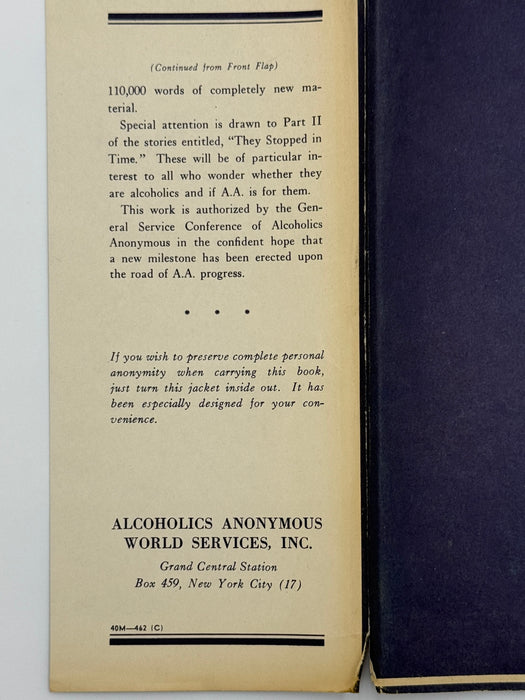 (Continued from Front Flap)
110,000 words of completely new ma-
terial.
Special attention is drawn to Part II
of the stories entitled, “They Stopped in
Time.” These will be of particular in-
terest to all who wonder whether they
are alcoholics and if A.A. is for them.
This work is authorized by the Gen-
eral Service Conference of Alcoholics
Anonymous in the confident hope that
a new milestone has been erected upon
the road of A.A. progress.
• • •
If you wish to preserve complete personal
anonymity when carrying this book,
just turn this jacket inside out. It has
been especially designed for your con-
venience.
ALCOHOLICS ANONYMOUS
WORLD SERVICES, INC.
Grand Central Station
Box 459, New York City (17)
40M—462 (C)